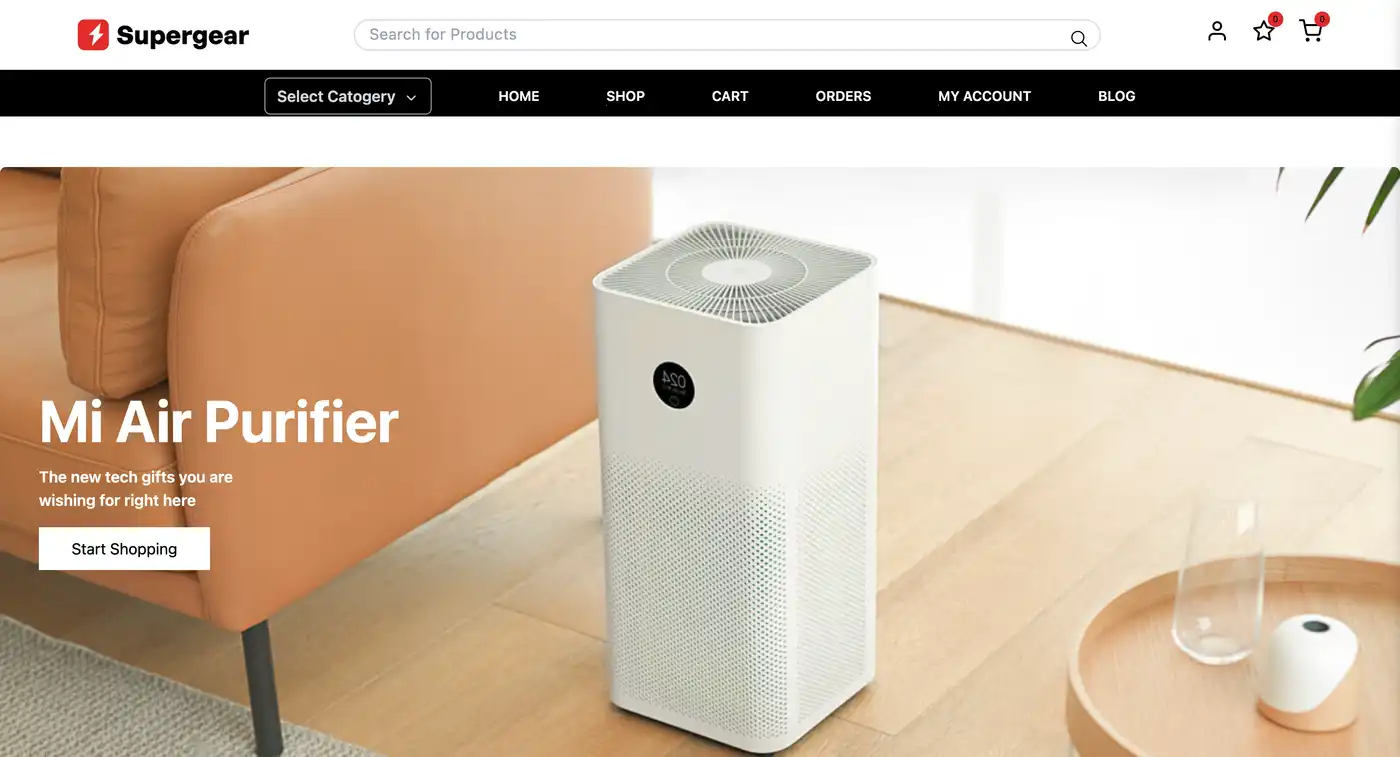 Supergear
Search for Products
0
0
Select Catogery
HOME
SHOP
CART
ORDERS
MY ACCOUNT
BLOG
024
Mi Air Purifier
The new tech gifts you are
wishing for right here
Start Shopping